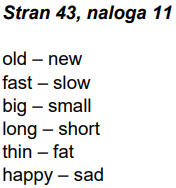 Stran 43, naloga 11
old – new
fast – slow
big – small
long – short
thin – fat
happy – sad